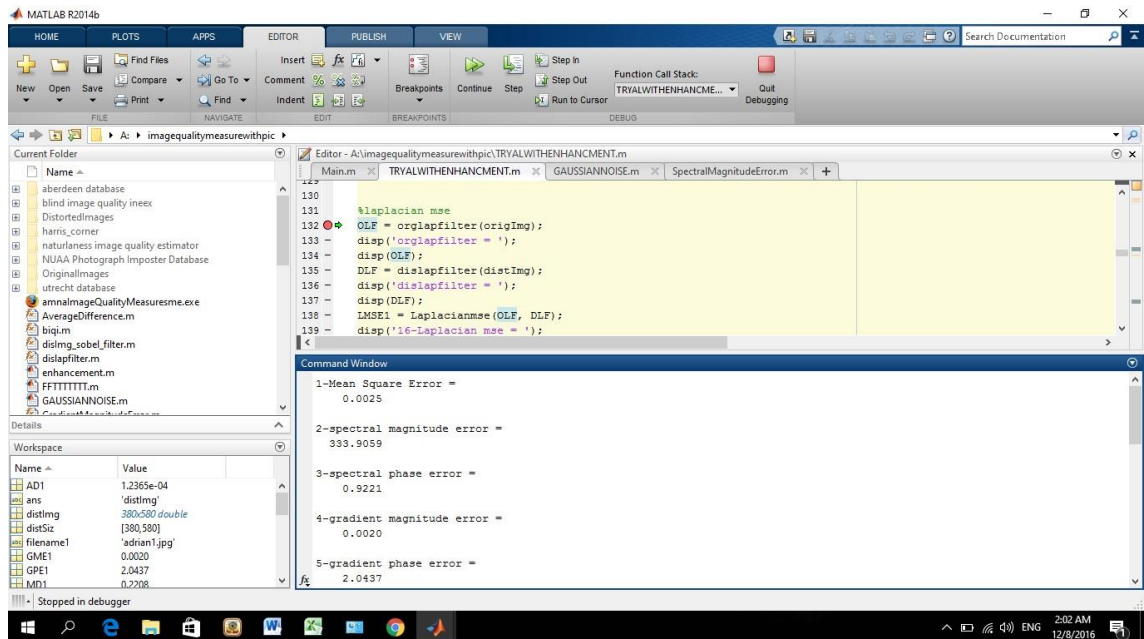 MATLAB R2014b
HOME PLOTS APPS EDITOR PUBLISH VIEW Search Documentation
New Open Save Find Files Compare Print
Go To Find
Insert fx
Comment %
Indent
Breakpoints Continue Step Step In Step Out Run to Cursor
Function Call Stack:
TRYALWITHENHANCME...
Quit Debugging
FILE NAVIGATE EDIT BREAKPOINTS DEBUG
A: imagequalitymeasurewithpic
Current Folder
Name
aberdeen database
blind image quality ineex
DistortedImages
harris_corner
naturlaness image quality estimator
NUAA Photograph Imposter Database
OriginalImages
utrecht database
amnaImageQualityMeasuresme.exe
AverageDifference.m
biqi.m
disImg_sobel_filter.m
dislapfilter.m
enhancement.m
FFTTTTTTT.m
GAUSSIANNOISE.m
Details
Workspace
Name Value
AD1 1.2365e-04
ans 'distImg'
distImg 380x580 double
distSiz [380,580]
filename1 'adrian1.jpg'
GME1 0.0020
GPE1 2.0437
MD1 0.2208
Editor - A:\imagequalitymeasurewithpic\TRYALWITHENHANCMENT.m
Main.m TRYALWITHENHANCMENT.m GAUSSIANNOISE.m SpectralMagnitudeError.m +
129
130
131 %laplacian mse
132 OLF = orglapfilter(origImg);
133 - disp('orglapfilter = ');
134 - disp(OLF);
135 - DLF = dislapfilter(distImg);
136 - disp('dislapfilter = ');
137 - disp(DLF);
138 - LMSE1 = Laplacianmse(OLF, DLF);
139 - disp('16-Laplacian mse = ');
Command Window
1-Mean Square Error =
0.0025
2-spectral magnitude error =
333.9059
3-spectral phase error =
0.9221
4-gradient magnitude error =
0.0020
5-gradient phase error =
2.0437
fx
Stopped in debugger
ENG 2:02 AM
12/8/2016